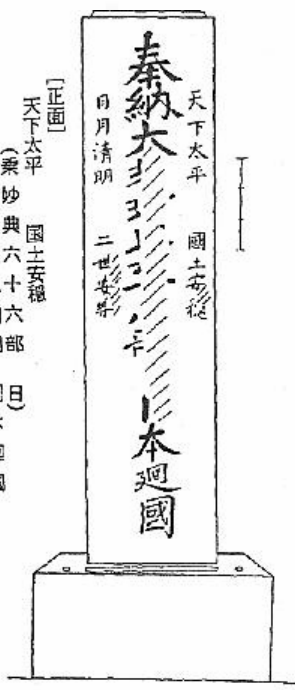 天下太平 國土安穏
奉納大 本廻國
日月清明 二世安
[正面]
天下太平 国土安穏
(乗妙典六十六部 日)